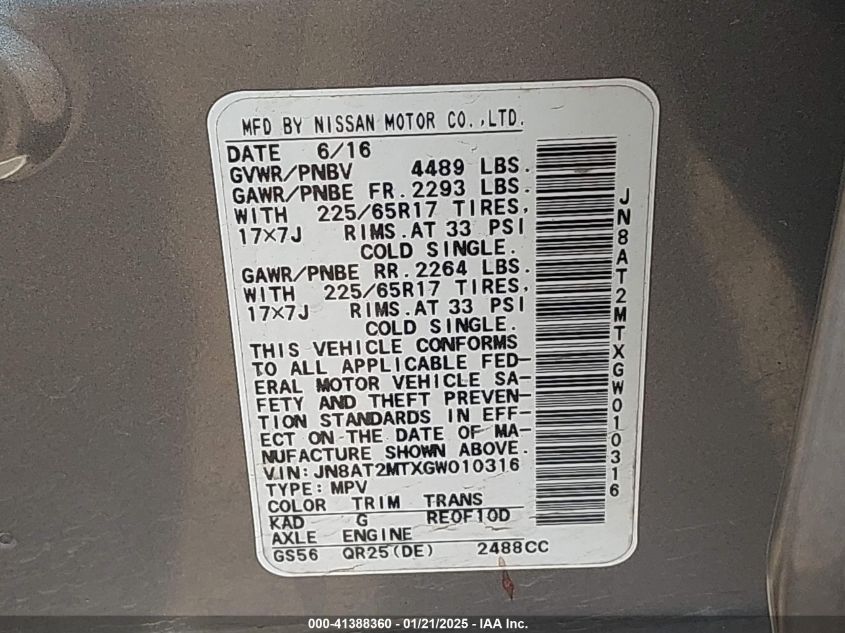 MFD BY NISSAN MOTOR CO.,LTD.
DATE 6/16
GVWR/PNBV 4489 LBS.
GAWR/PNBE FR. 2293 LBS.
WITH 225/65R17 TIRES,
17×7J RIMS.AT 33 PSI
COLD SINGLE.
GAWR/PNBE RR. 2264 LBS.
WITH 225/65R17 TIRES,
17×7J RIMS.AT 33 PSI
COLD SINGLE.
THIS VEHICLE CONFORMS
TO ALL APPLICABLE FED-
ERAL MOTOR VEHICLE SA-
FETY AND THEFT PREVEN-
TION STANDARDS IN EFF-
ECT ON THE DATE OF MA-
NUFACTURE SHOWN ABOVE.
VIN:JN8AT2MTXGW010316
TYPE:MPV
COLOR TRIM TRANS
KAD G RE0F10D
AXLE ENGINE
GS56 QR25(DE) 2488CC
JN8AT2MTXGW010316
000-41388360 — 01/21/2025 — IAA Inc.